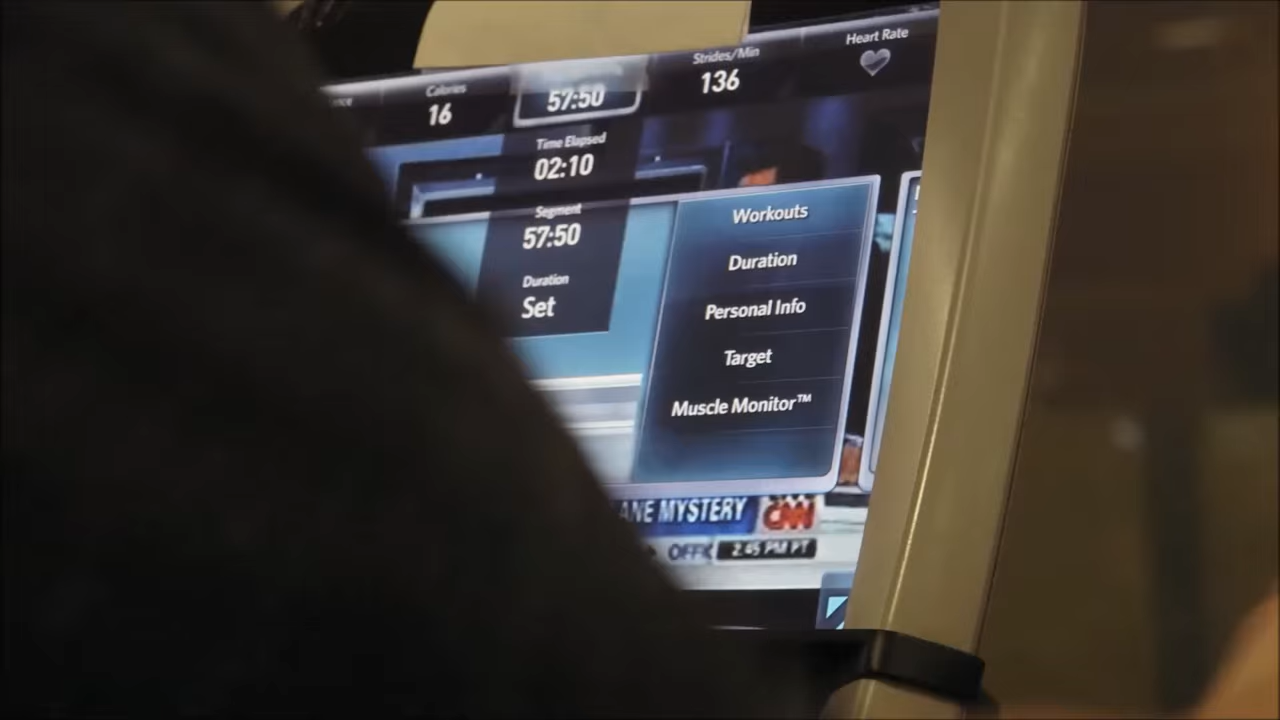 Calories
16
57:50
Strides/Min
136
Heart Rate
Time Elapsed
02:10
Segment
57:50
Duration
Set
Workouts
Duration
Personal Info
Target
Muscle Monitor™
ANE MYSTERY
CNN
OFFIC
2:45 PM PT